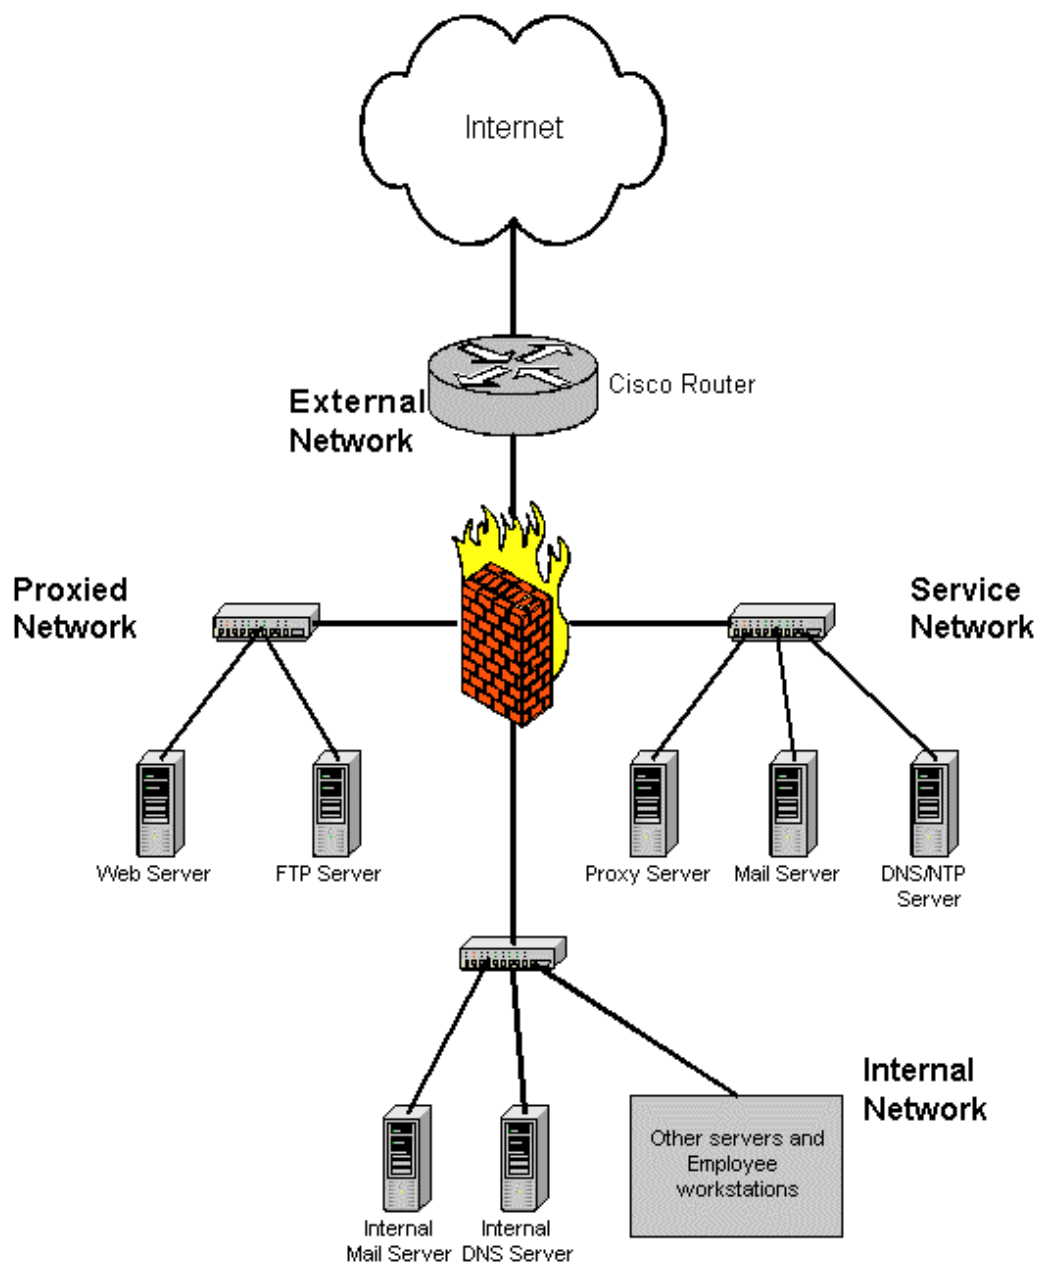 Internet
Cisco Router
External
Network
Proxied
Network
Service
Network
Web Server
FTP Server
Proxy Server
Mail Server
DNS/NTP
Server
Internal
Network
Other servers and
Employee
workstations
Internal
Mail Server
Internal
DNS Server